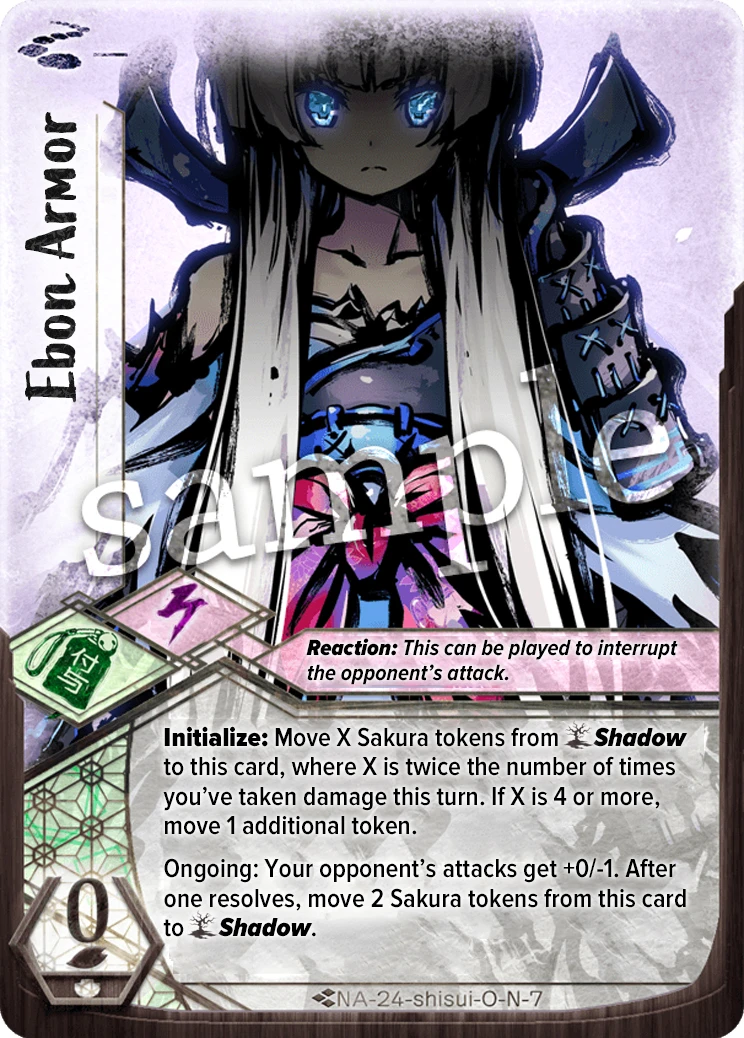 Ebon Armor
sample
付
与
Reaction: This can be played to interrupt
the opponent's attack.
Initialize: Move X Sakura tokens from Shadow
to this card, where X is twice the number of times
you've taken damage this turn. If X is 4 or more,
move 1 additional token.
Ongoing: Your opponent's attacks get +0/-1. After
one resolves, move 2 Sakura tokens from this card
to Shadow.
0
NA-24-shisui-O-N-7